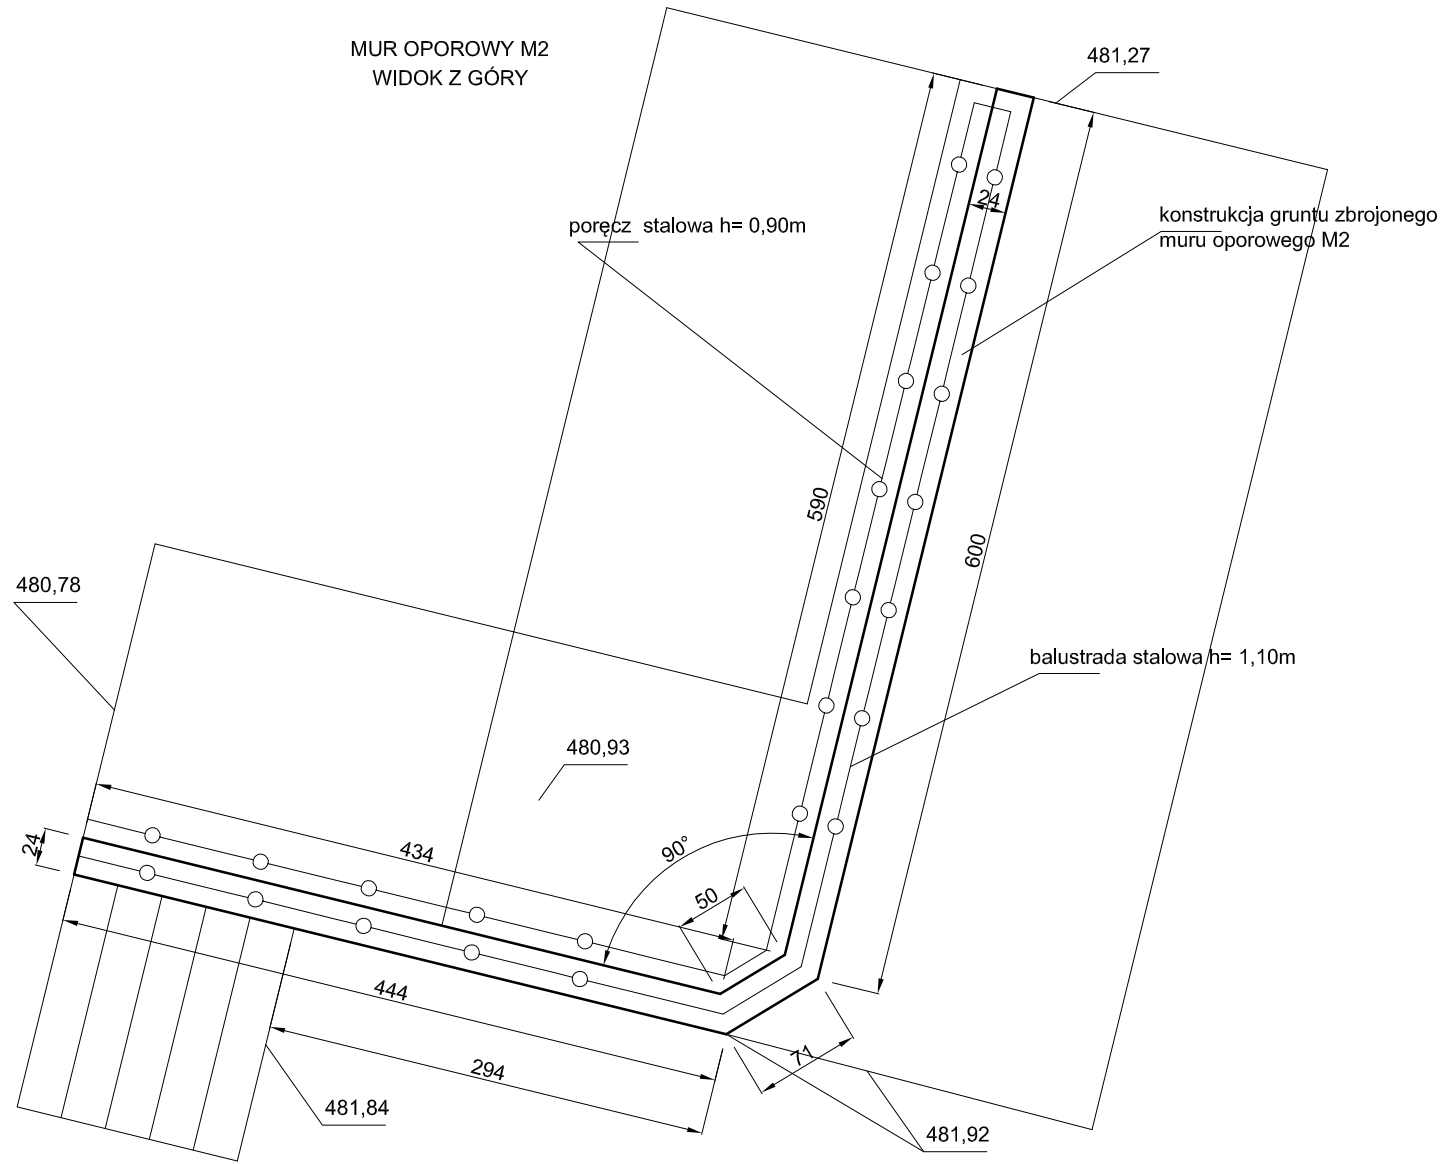 MUR OPOROWY M2
WIDOK Z GÓRY
481,27
24
poręcz stalowa h= 0,90m
konstrukcja gruntu zbrojonego
muru oporowego M2
590
600
480,78
balustrada stalowa h= 1,10m
480,93
24
434
90°
50
444
294
71
481,84
481,92